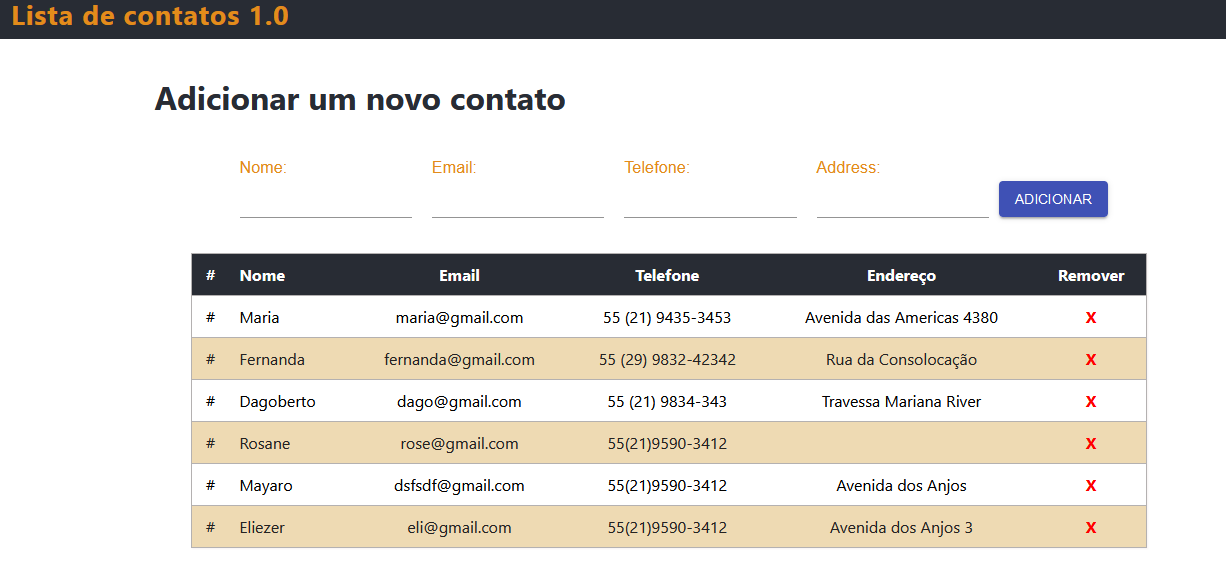 Lista de contatos 1.0
Adicionar um novo contato
Nome: Email: Telefone: Address:
ADICIONAR
# Nome Email Telefone Endereço Remover
# Maria maria@gmail.com 55 (21) 9435-3453 Avenida das Americas 4380 X
# Fernanda fernanda@gmail.com 55 (29) 9832-42342 Rua da Consolocação X
# Dagoberto dago@gmail.com 55 (21) 9834-343 Travessa Mariana River X
# Rosane rose@gmail.com 55(21)9590-3412 X
# Mayaro dsfsdf@gmail.com 55(21)9590-3412 Avenida dos Anjos X
# Eliezer eli@gmail.com 55(21)9590-3412 Avenida dos Anjos 3 X